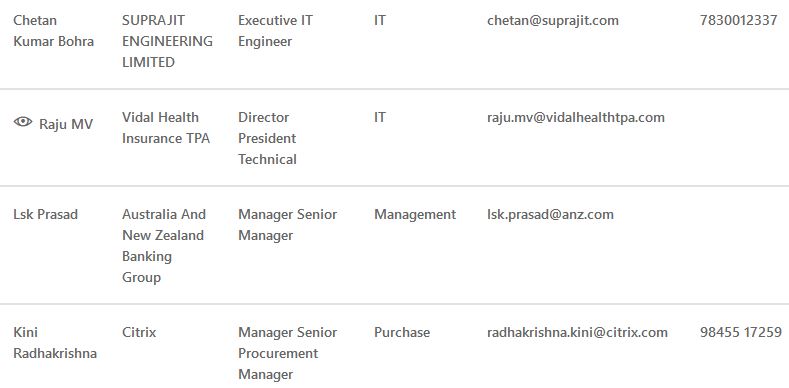 Chetan Kumar Bohra SUPRAJIT ENGINEERING LIMITED Executive IT Engineer IT chetan@suprajit.com 7830012337
Raju MV Vidal Health Insurance TPA Director President Technical IT raju.mv@vidalhealthtpa.com
Lsk Prasad Australia And New Zealand Banking Group Manager Senior Manager Management lsk.prasad@anz.com
Kini Radhakrishna Citrix Manager Senior Procurement Manager Purchase radhakrishna.kini@citrix.com 98455 17259